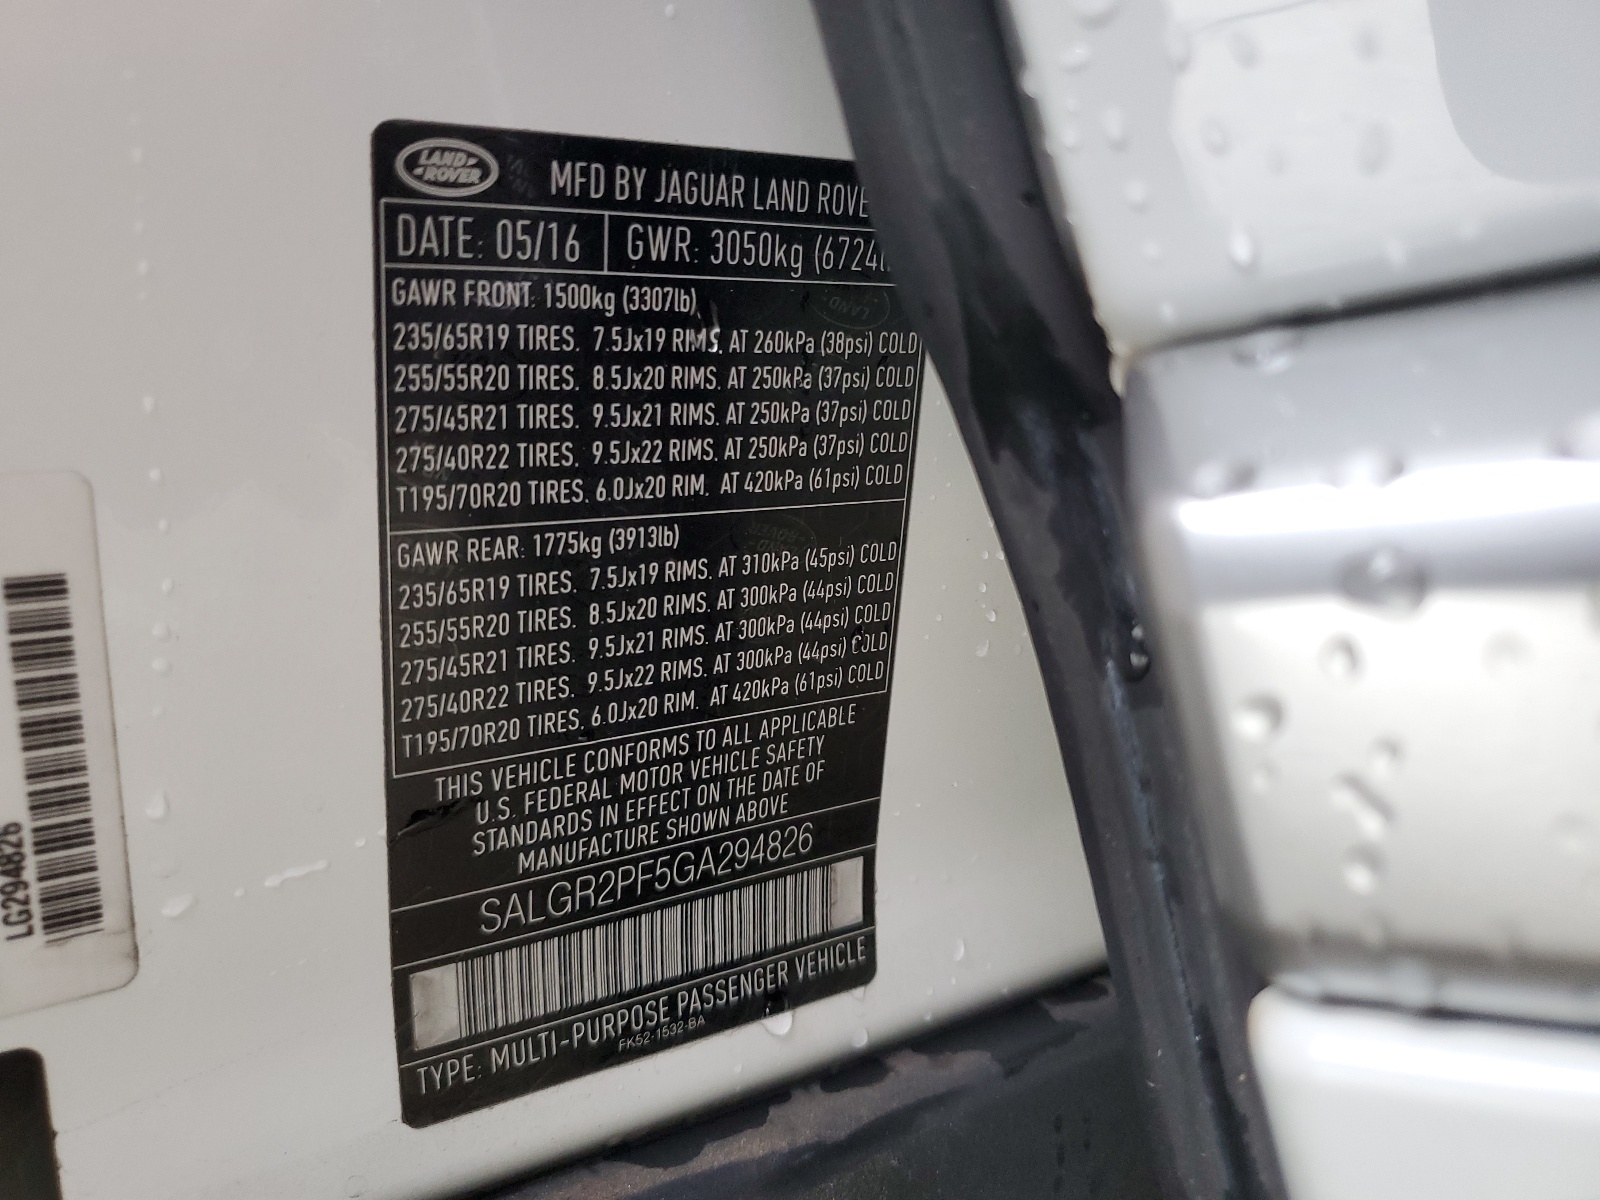 LAND-
-ROVER
MFD BY JAGUAR LAND ROVE
DATE: 05/16 GWR: 3050kg (6724l
GAWR FRONT: 1500kg (3307lb)
235/65R19 TIRES. 7.5Jx19 RIMS. AT 260kPa (38psi) COLD
255/55R20 TIRES. 8.5Jx20 RIMS. AT 250kPa (37psi) COLD
275/45R21 TIRES. 9.5Jx21 RIMS. AT 250kPa (37psi) COLD
275/40R22 TIRES. 9.5Jx22 RIMS. AT 250kPa (37psi) COLD
T195/70R20 TIRES. 6.0Jx20 RIM. AT 420kPa (61psi) COLD
GAWR REAR: 1775kg (3913lb)
235/65R19 TIRES. 7.5Jx19 RIMS. AT 310kPa (45psi) COLD
255/55R20 TIRES. 8.5Jx20 RIMS. AT 300kPa (44psi) COLD
275/45R21 TIRES. 9.5Jx21 RIMS. AT 300kPa (44psi) COLD
275/40R22 TIRES. 9.5Jx22 RIMS. AT 300kPa (44psi) COLD
T195/70R20 TIRES. 6.0Jx20 RIM. AT 420kPa (61psi) COLD
THIS VEHICLE CONFORMS TO ALL APPLICABLE
U.S. FEDERAL MOTOR VEHICLE SAFETY
STANDARDS IN EFFECT ON THE DATE OF
MANUFACTURE SHOWN ABOVE
SALGR2PF5GA294826
TYPE: MULTI-PURPOSE PASSENGER VEHICLE
FK52-1532-BA
LG294826